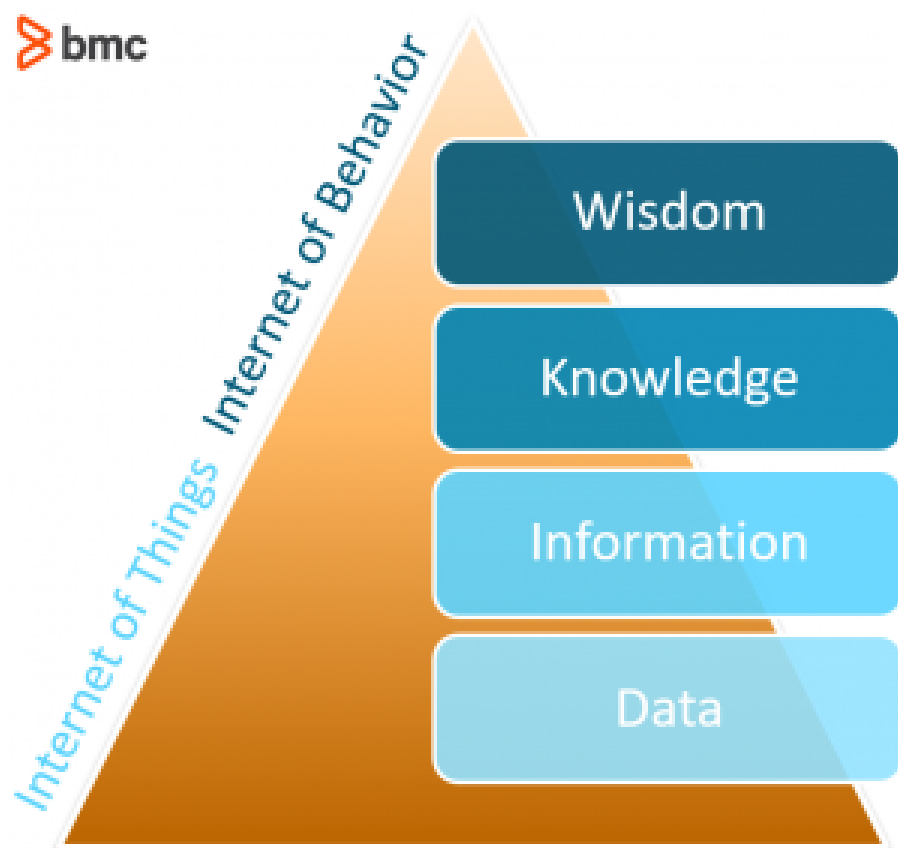 bmc
Internet of Behavior
Internet of Things
Wisdom
Knowledge
Information
Data